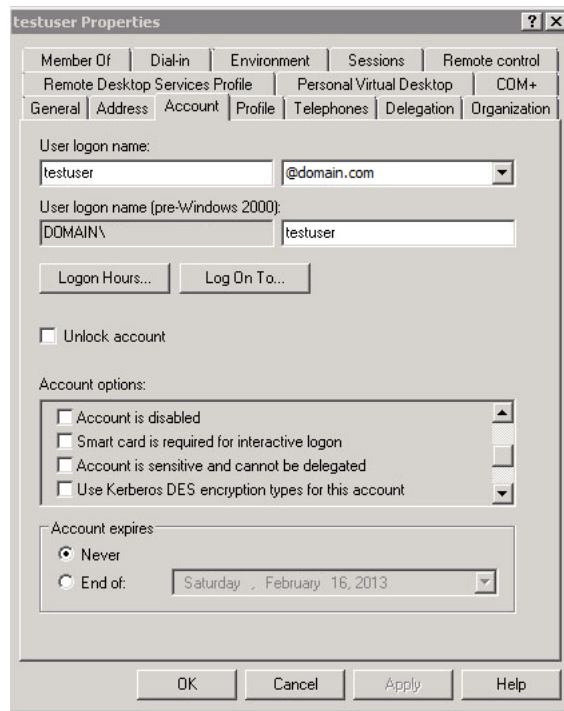 testuser Properties
Member Of Dial-in Environment Sessions Remote control
Remote Desktop Services Profile Personal Virtual Desktop COM+
General Address Account Profile Telephones Delegation Organization
User logon name:
testuser @domain.com
User logon name (pre-Windows 2000):
DOMAIN\ testuser
Logon Hours... Log On To...
Unlock account
Account options:
Account is disabled
Smart card is required for interactive logon
Account is sensitive and cannot be delegated
Use Kerberos DES encryption types for this account
Account expires
Never
End of: Saturday , February 16, 2013
OK Cancel Apply Help